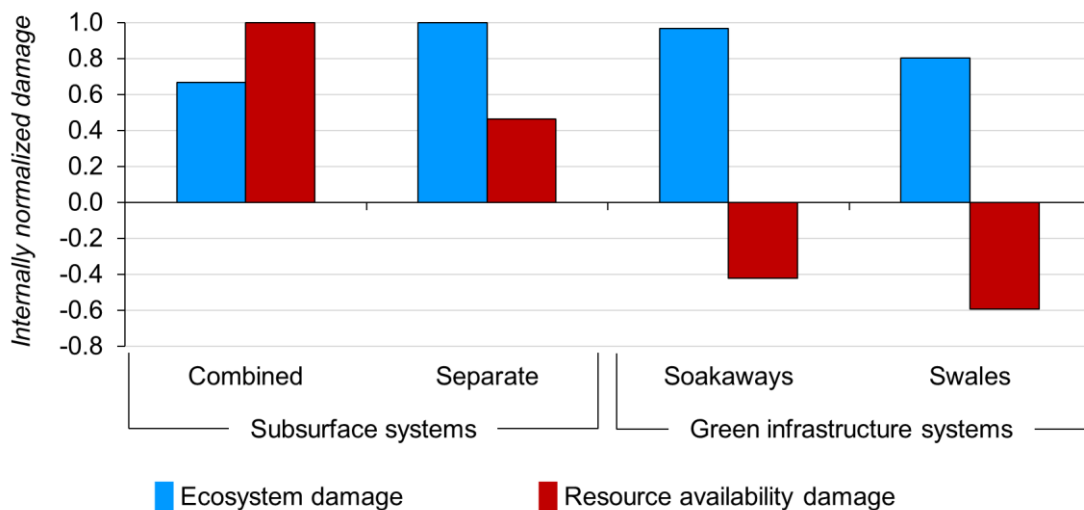 Internally normalized damage
1.0
0.8
0.6
0.4
0.2
0.0
-0.2
-0.4
-0.6
-0.8
Combined Separate Soakaways Swales
Subsurface systems Green infrastructure systems
Ecosystem damage Resource availability damage